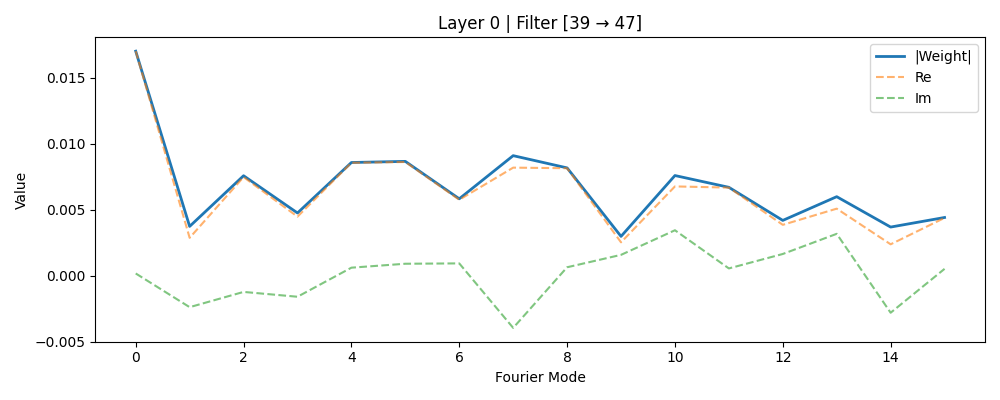 Layer 0 | Filter [39 → 47]
|Weight|
Re
Im
0.015
0.010
0.005
0.000
−0.005
Value
0 2 4 6 8 10 12 14
Fourier Mode